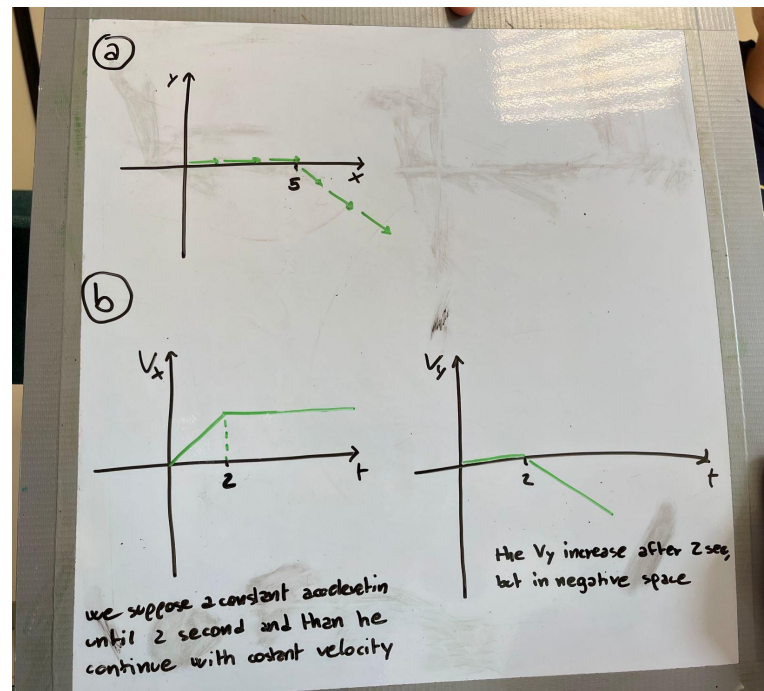 a
y
x
5
b
Vx
t
2
Vy
t
2
the Vy increase after 2 sec,
but in negative space
we suppose a constant acceleretin
until 2 second and than he
continue with costant velocity